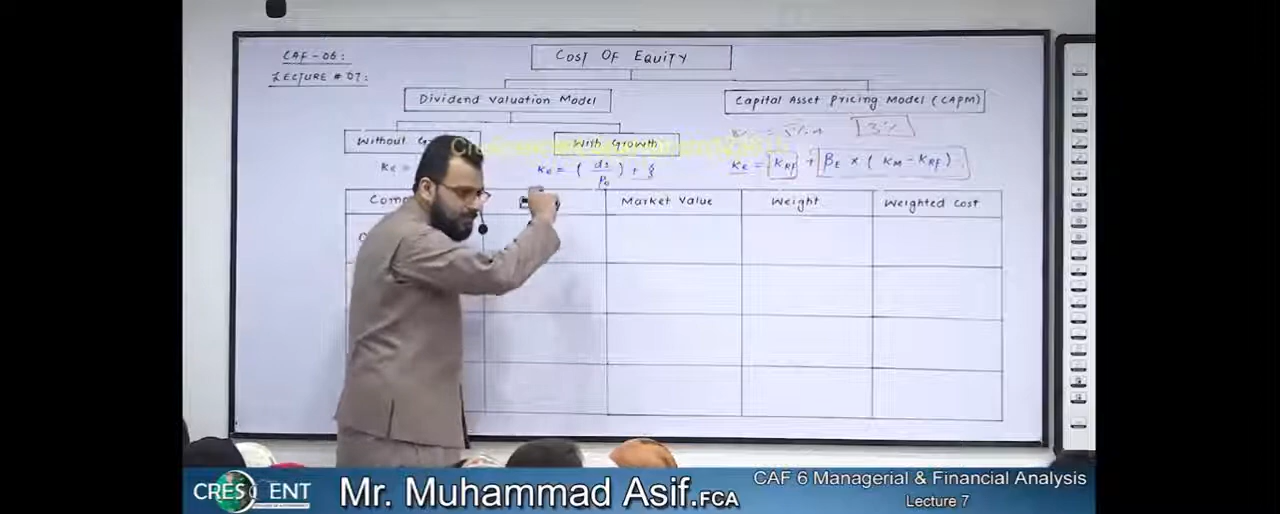 CAF-06:
LECTURE # 07:
COST OF EQUITY
Dividend Valuation Model
Capital Asset Pricing Model (CAPM)
Without
With Growth
3%
Ke =
Ke = ( d1 / P0 ) + g
Ke = KRF + βE × ( KM - KRF )
Market Value
Weight
Weighted Cost
CRESCENT
Mr. Muhammad Asif.FCA
CAF 6 Managerial & Financial Analysis
Lecture 7